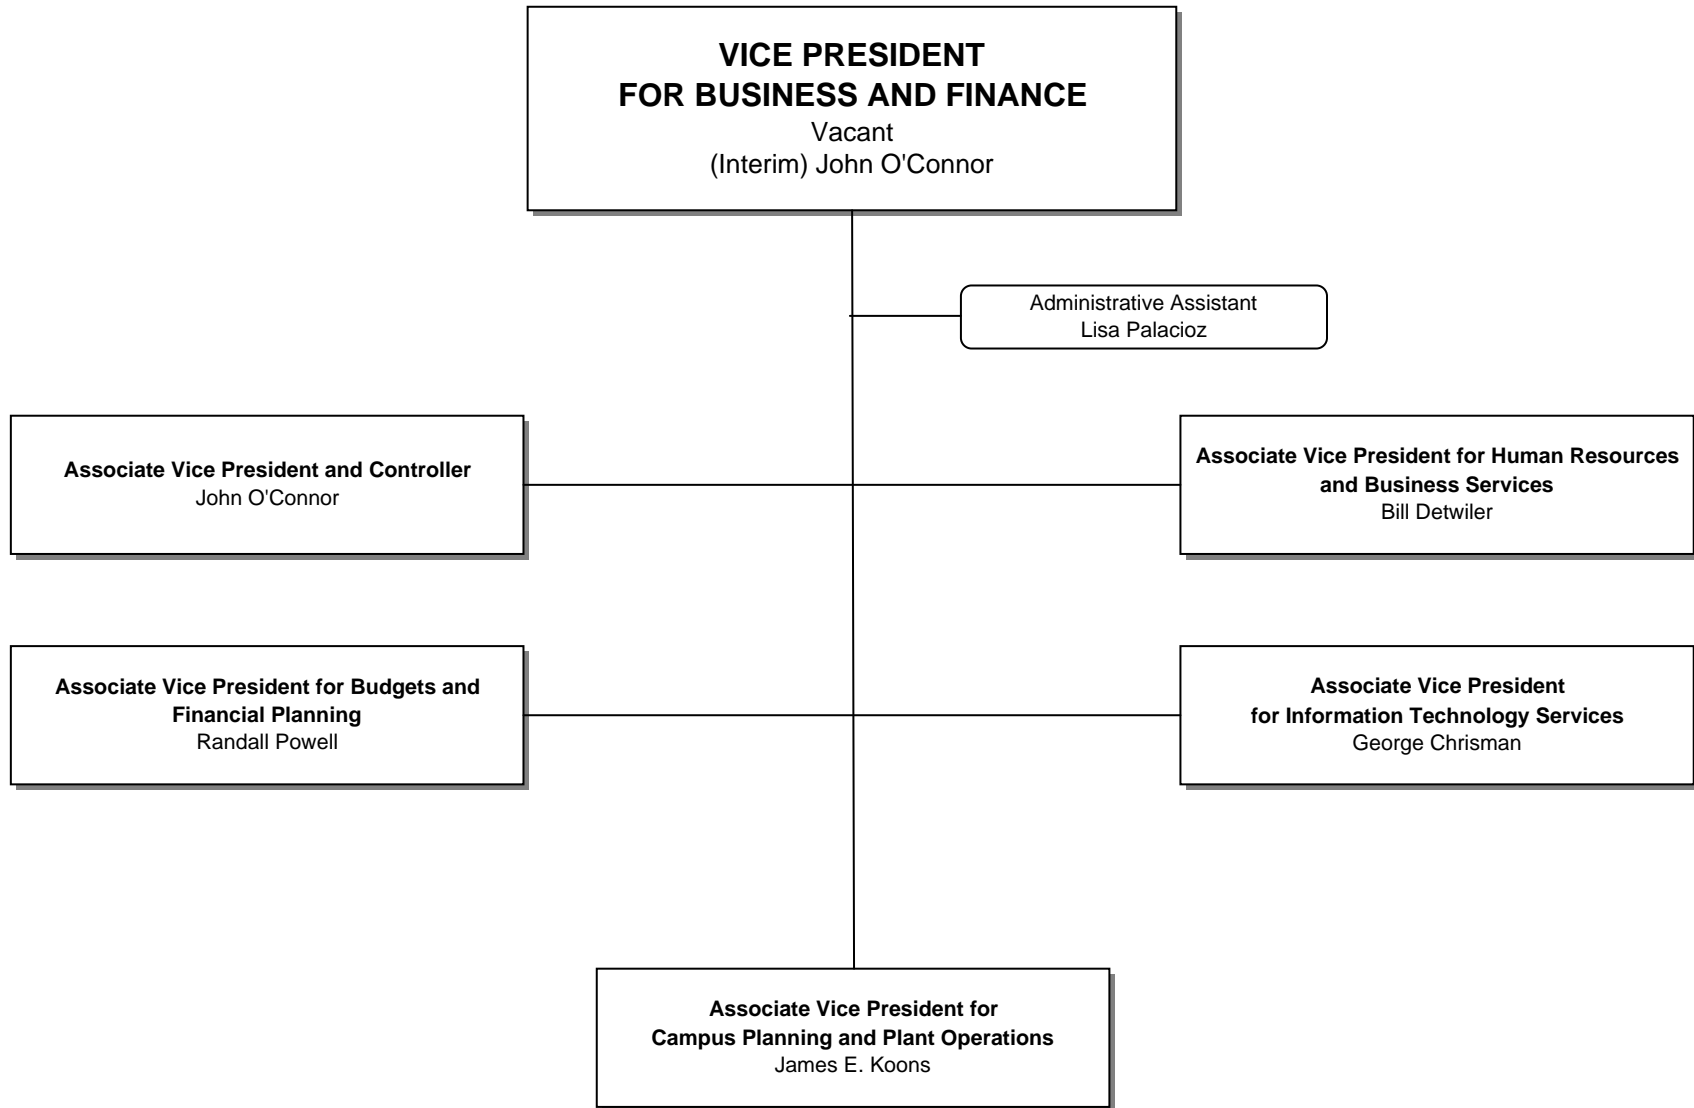 VICE PRESIDENT
FOR BUSINESS AND FINANCE
Vacant
(Interim) John O'Connor
Administrative Assistant
Lisa Palacioz
Associate Vice President and Controller
John O'Connor
Associate Vice President for Human Resources
and Business Services
Bill Detwiler
Associate Vice President for Budgets and
Financial Planning
Randall Powell
Associate Vice President
for Information Technology Services
George Chrisman
Associate Vice President for
Campus Planning and Plant Operations
James E. Koons